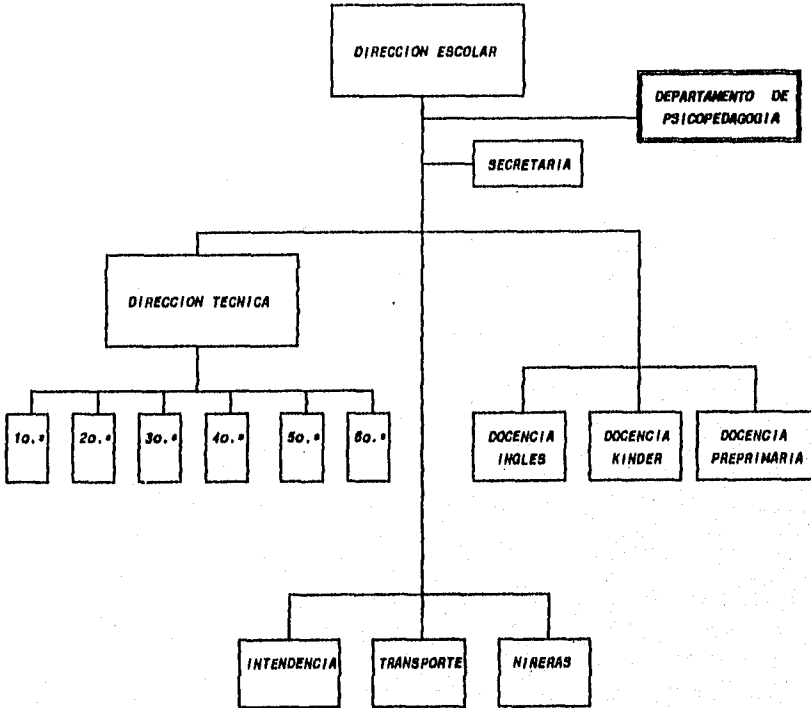 DIRECCION ESCOLAR
DEPARTAMENTO DE
PSICOPEDAGOGIA
SECRETARIA
DIRECCION TECNICA
1o.*
2o.*
3o.*
4o.*
5o.*
6o.*
DOCENCIA
INGLES
DOCENCIA
KINDER
DOCENCIA
PREPRIMARIA
INTENDENCIA
TRANSPORTE
NIRERAS